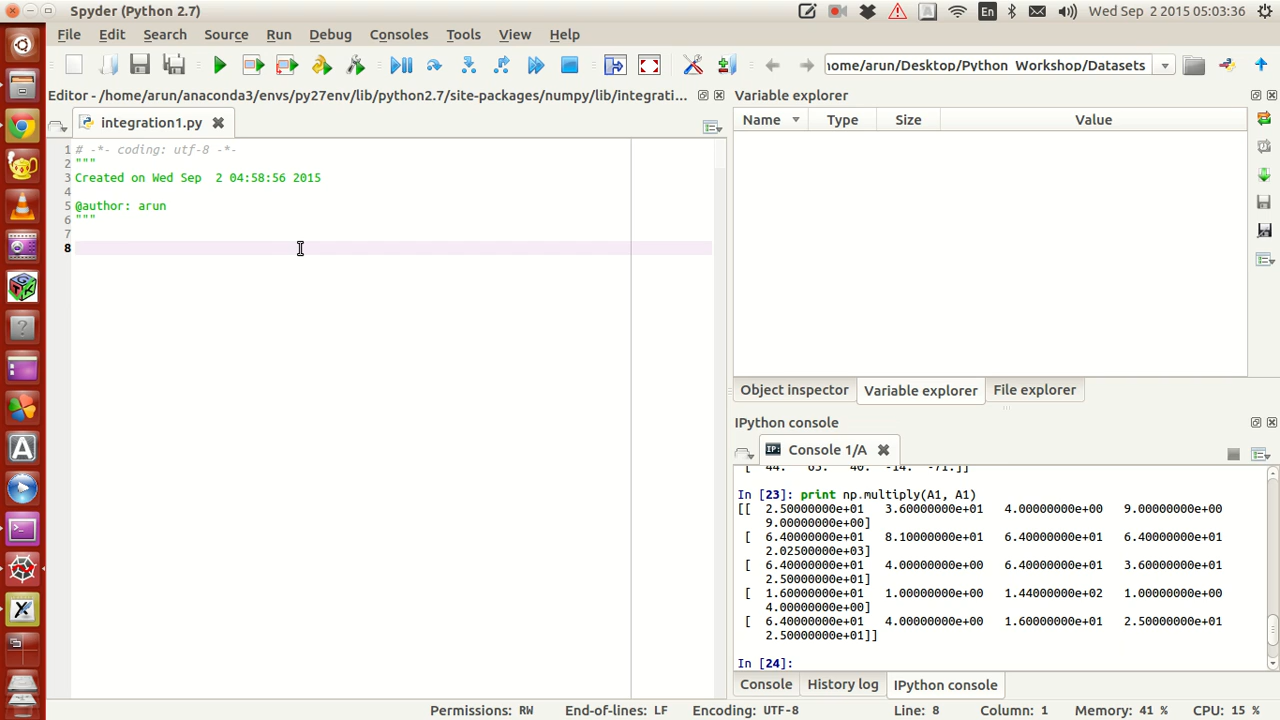 Spyder (Python 2.7)
En
Wed Sep 2 2015 05:03:36
File Edit Search Source Run Debug Consoles Tools View Help
ome/arun/Desktop/Python Workshop/Datasets
Editor - /home/arun/anaconda3/envs/py27env/lib/python2.7/site-packages/numpy/lib/integrati...
integration1.py
1 # -*- coding: utf-8 -*-
2 """
3 Created on Wed Sep  2 04:58:56 2015
4
5 @author: arun
6 """
7
8
Variable explorer
Name Type Size Value
Object inspector Variable explorer File explorer
IPython console
Console 1/A
[ 44. 65. 40. -14. -71.]]
In [23]: print np.multiply(A1, A1)
[[ 2.50000000e+01 3.60000000e+01 4.00000000e+00 9.00000000e+00
9.00000000e+00]
[ 6.40000000e+01 8.10000000e+01 6.40000000e+01 6.40000000e+01
2.02500000e+03]
[ 6.40000000e+01 4.00000000e+00 6.40000000e+01 3.60000000e+01
2.50000000e+01]
[ 1.60000000e+01 1.00000000e+00 1.44000000e+02 1.00000000e+00
4.00000000e+00]
[ 6.40000000e+01 4.00000000e+00 1.60000000e+01 2.50000000e+01
2.50000000e+01]]
In [24]:
Console History log IPython console
Permissions: RW End-of-lines: LF Encoding: UTF-8 Line: 8 Column: 1 Memory: 41 % CPU: 15 %